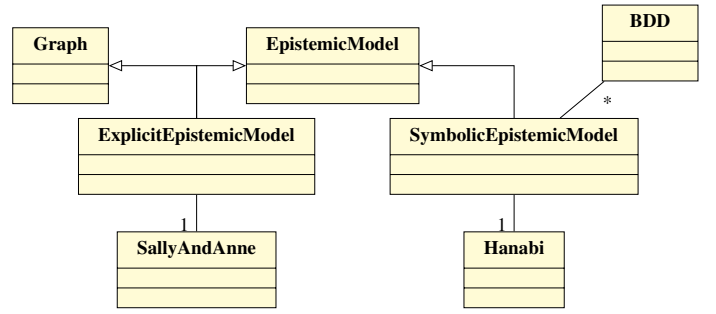 BDD
Graph
EpistemicModel
*
ExplicitEpistemicModel
SymbolicEpistemicModel
1
1
SallyAndAnne
Hanabi